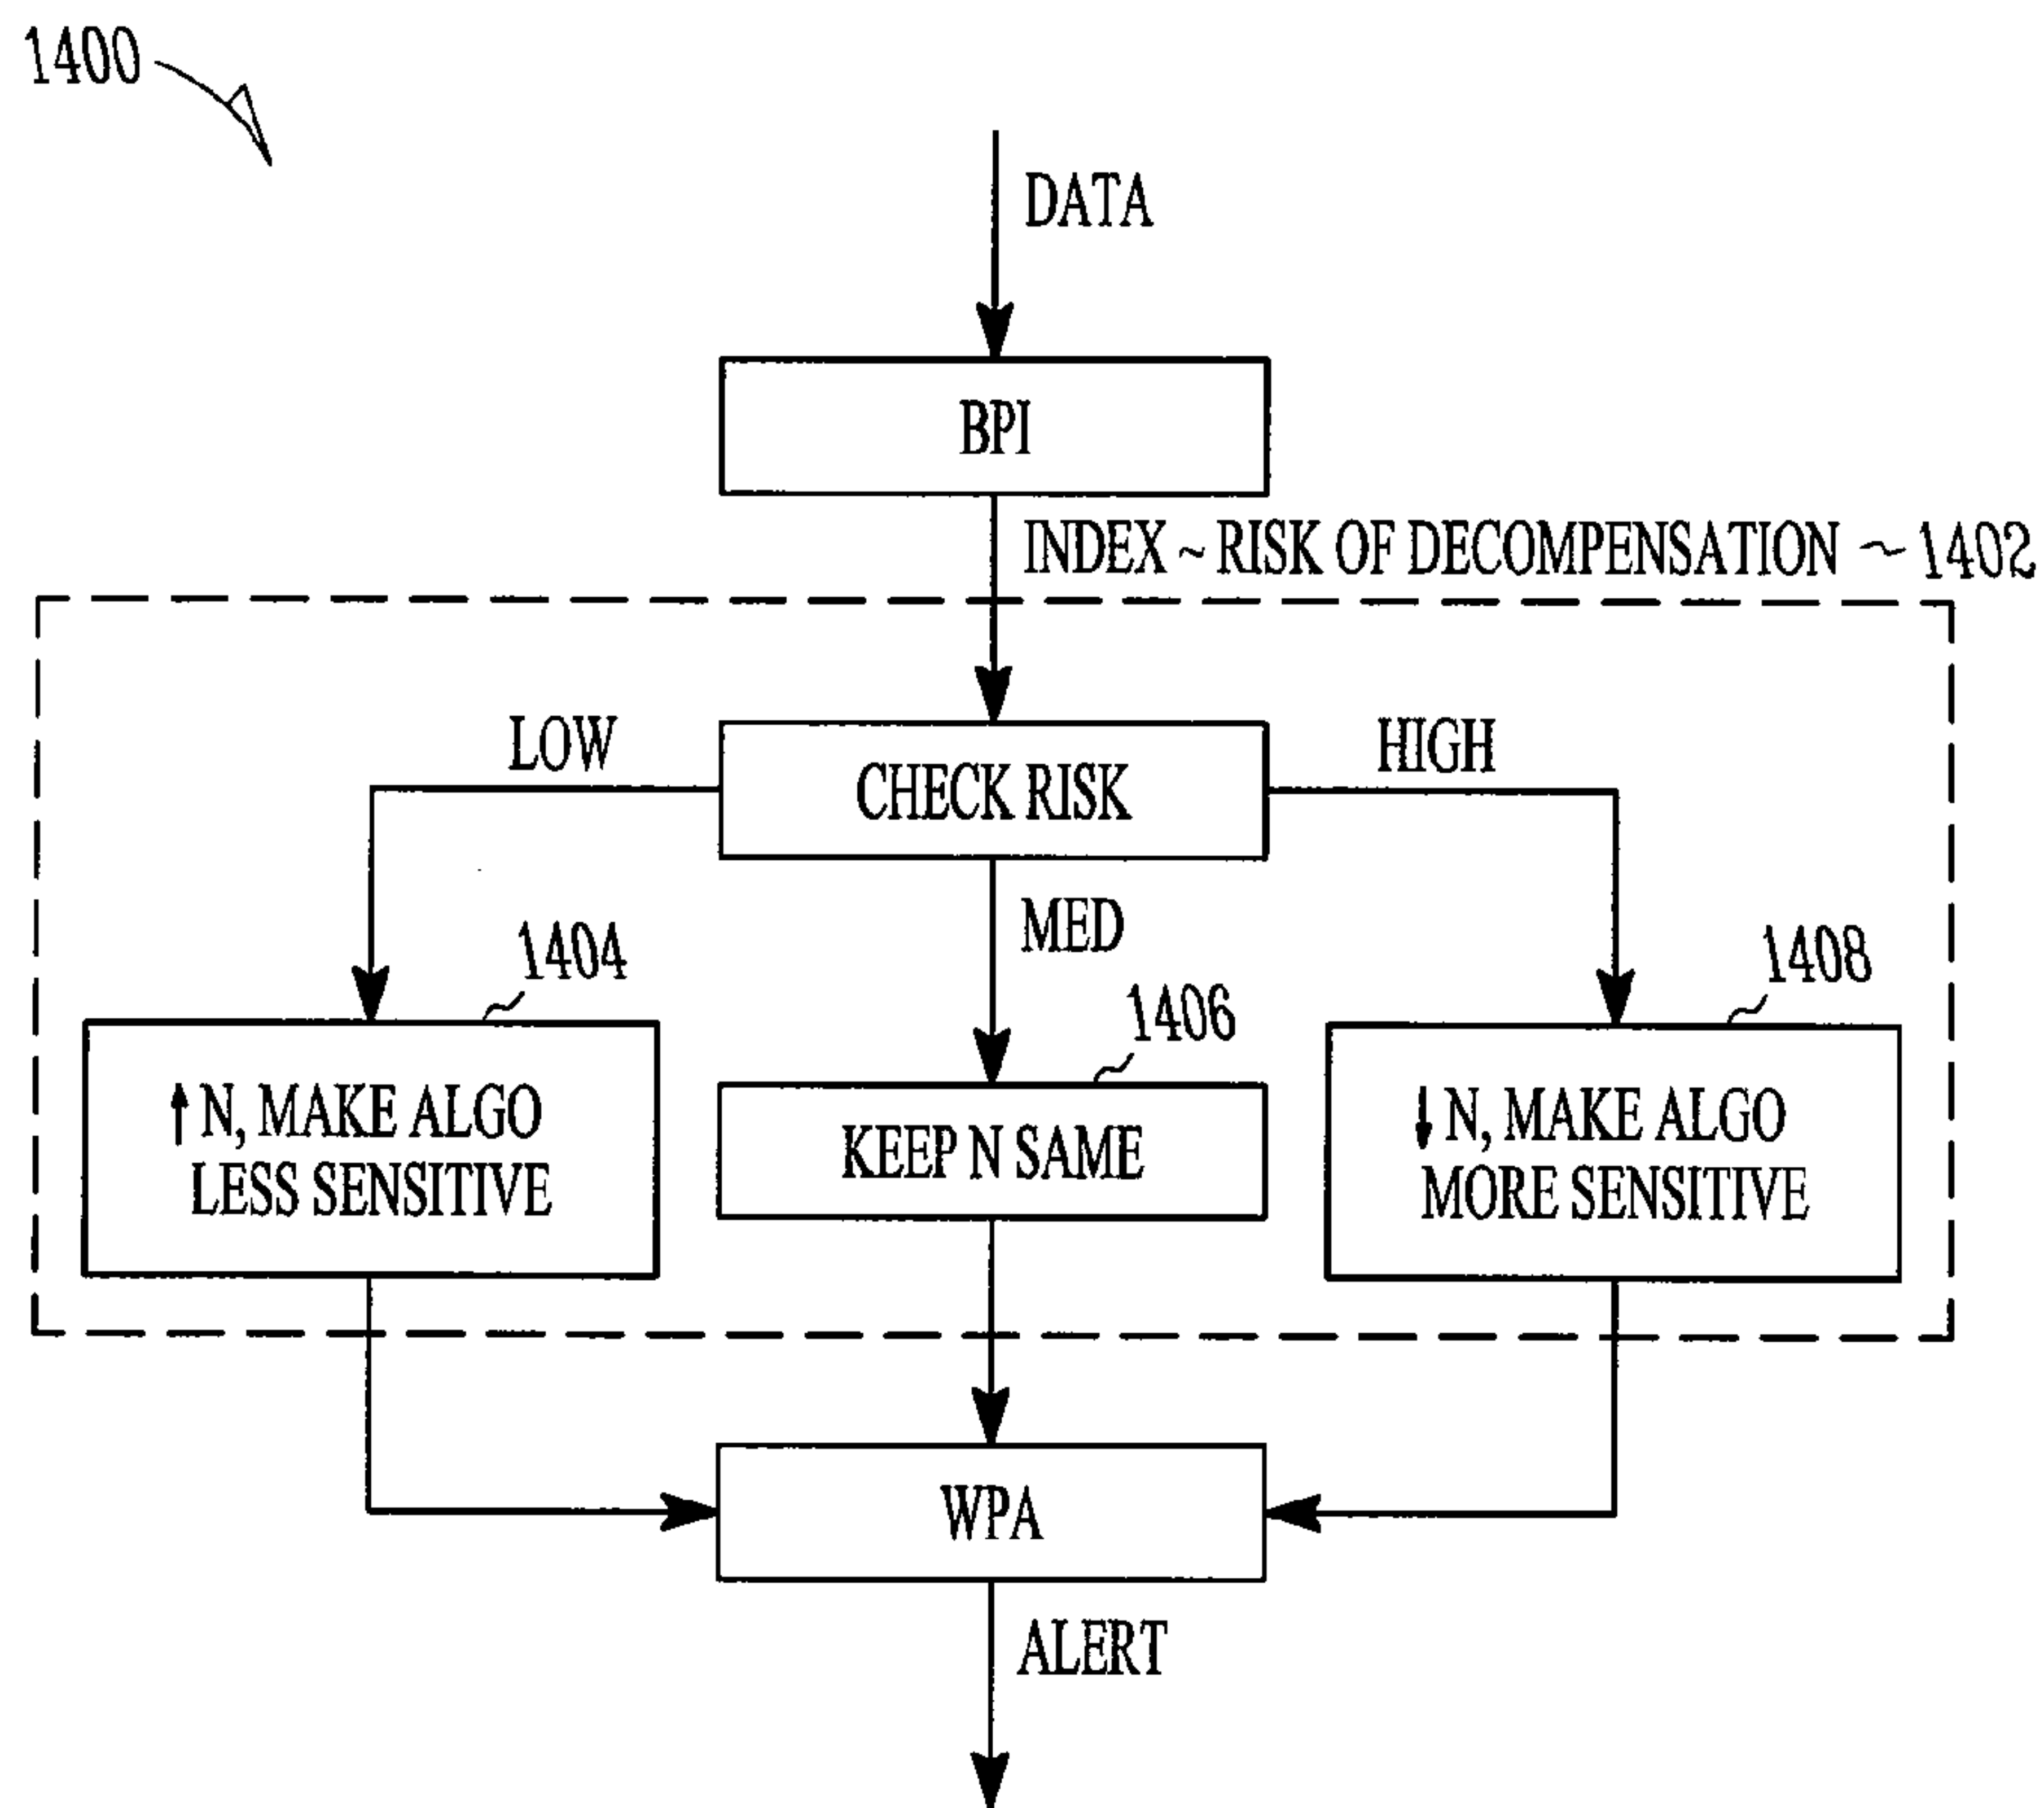 1400
DATA
BPI
INDEX ~ RISK OF DECOMPENSATION ~ 1402
LOW
HIGH
CHECK RISK
MED
1404
1406
1408
↑ N, MAKE ALGO
LESS SENSITIVE
KEEP N SAME
↓ N, MAKE ALGO
MORE SENSITIVE
WPA
ALERT